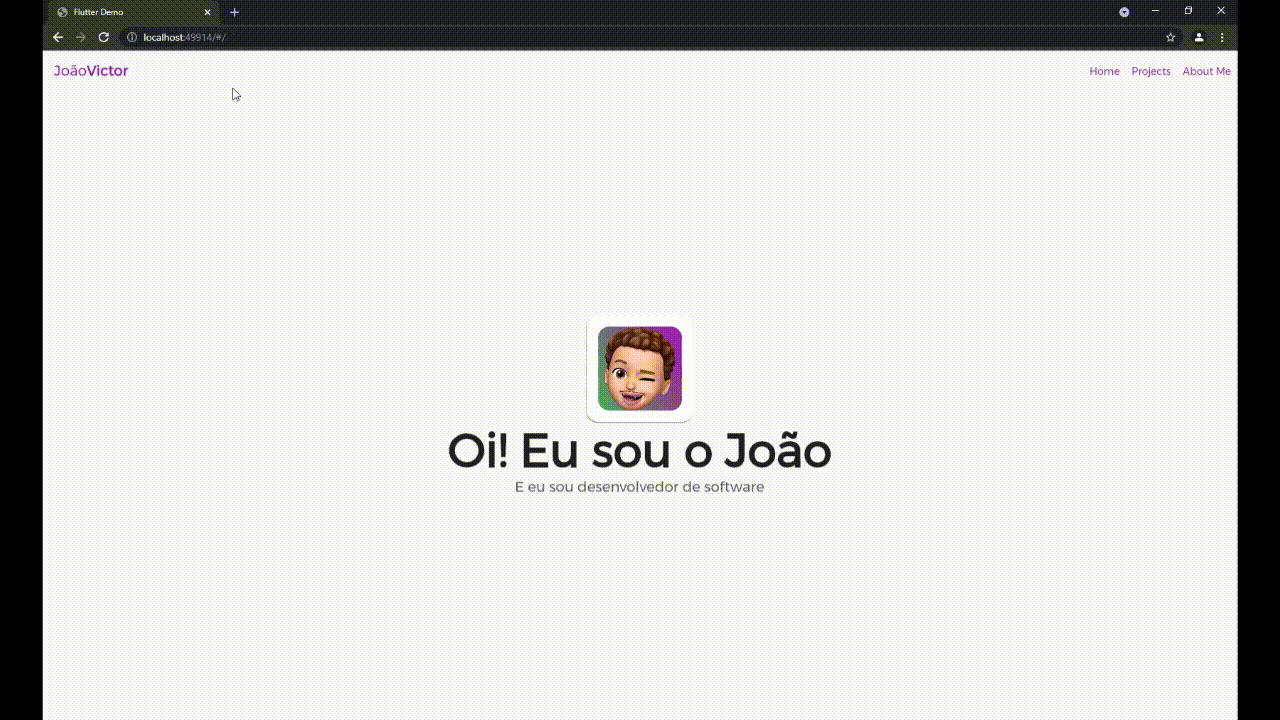 Flutter Demo
localhost:49914/#/
JoãoVictor
Home Projects About Me
Oi! Eu sou o João
E eu sou desenvolvedor de software